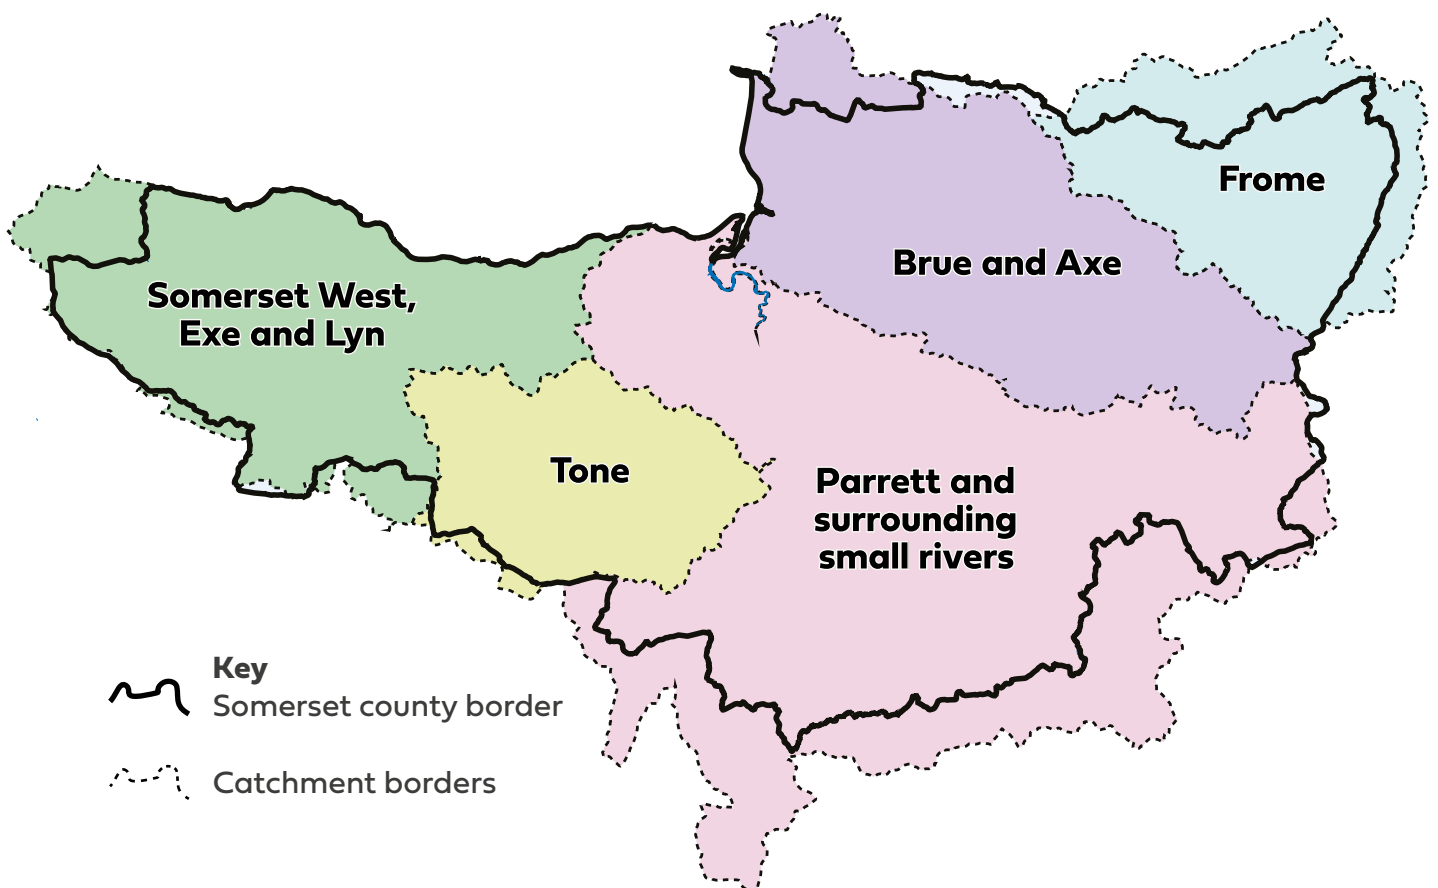 Frome
Brue and Axe
Somerset West,
Exe and Lyn
Tone
Parrett and
surrounding
small rivers
Key
Somerset county border
Catchment borders